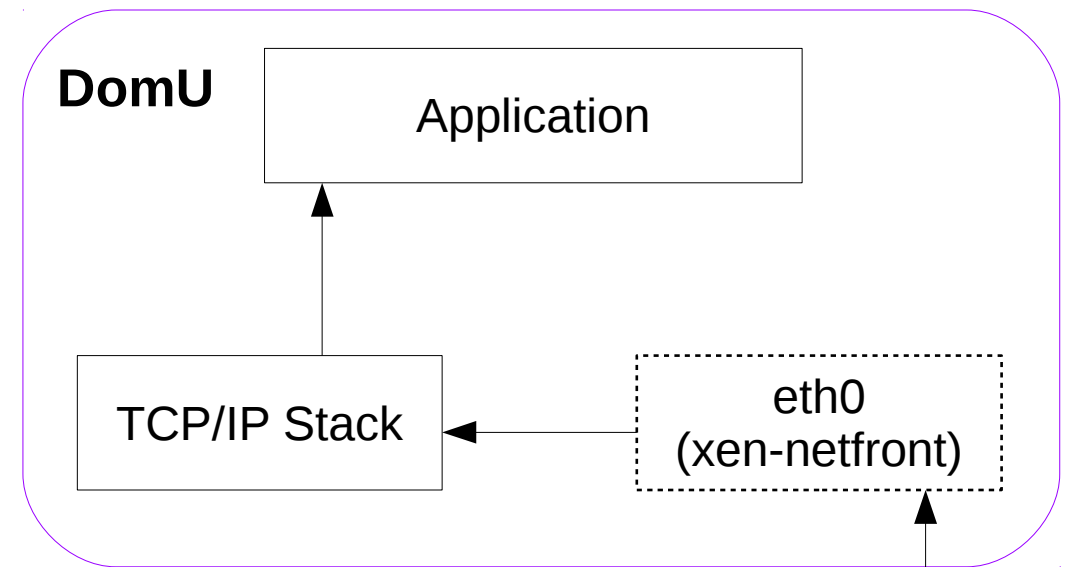 DomU
Application
TCP/IP Stack
eth0
(xen-netfront)